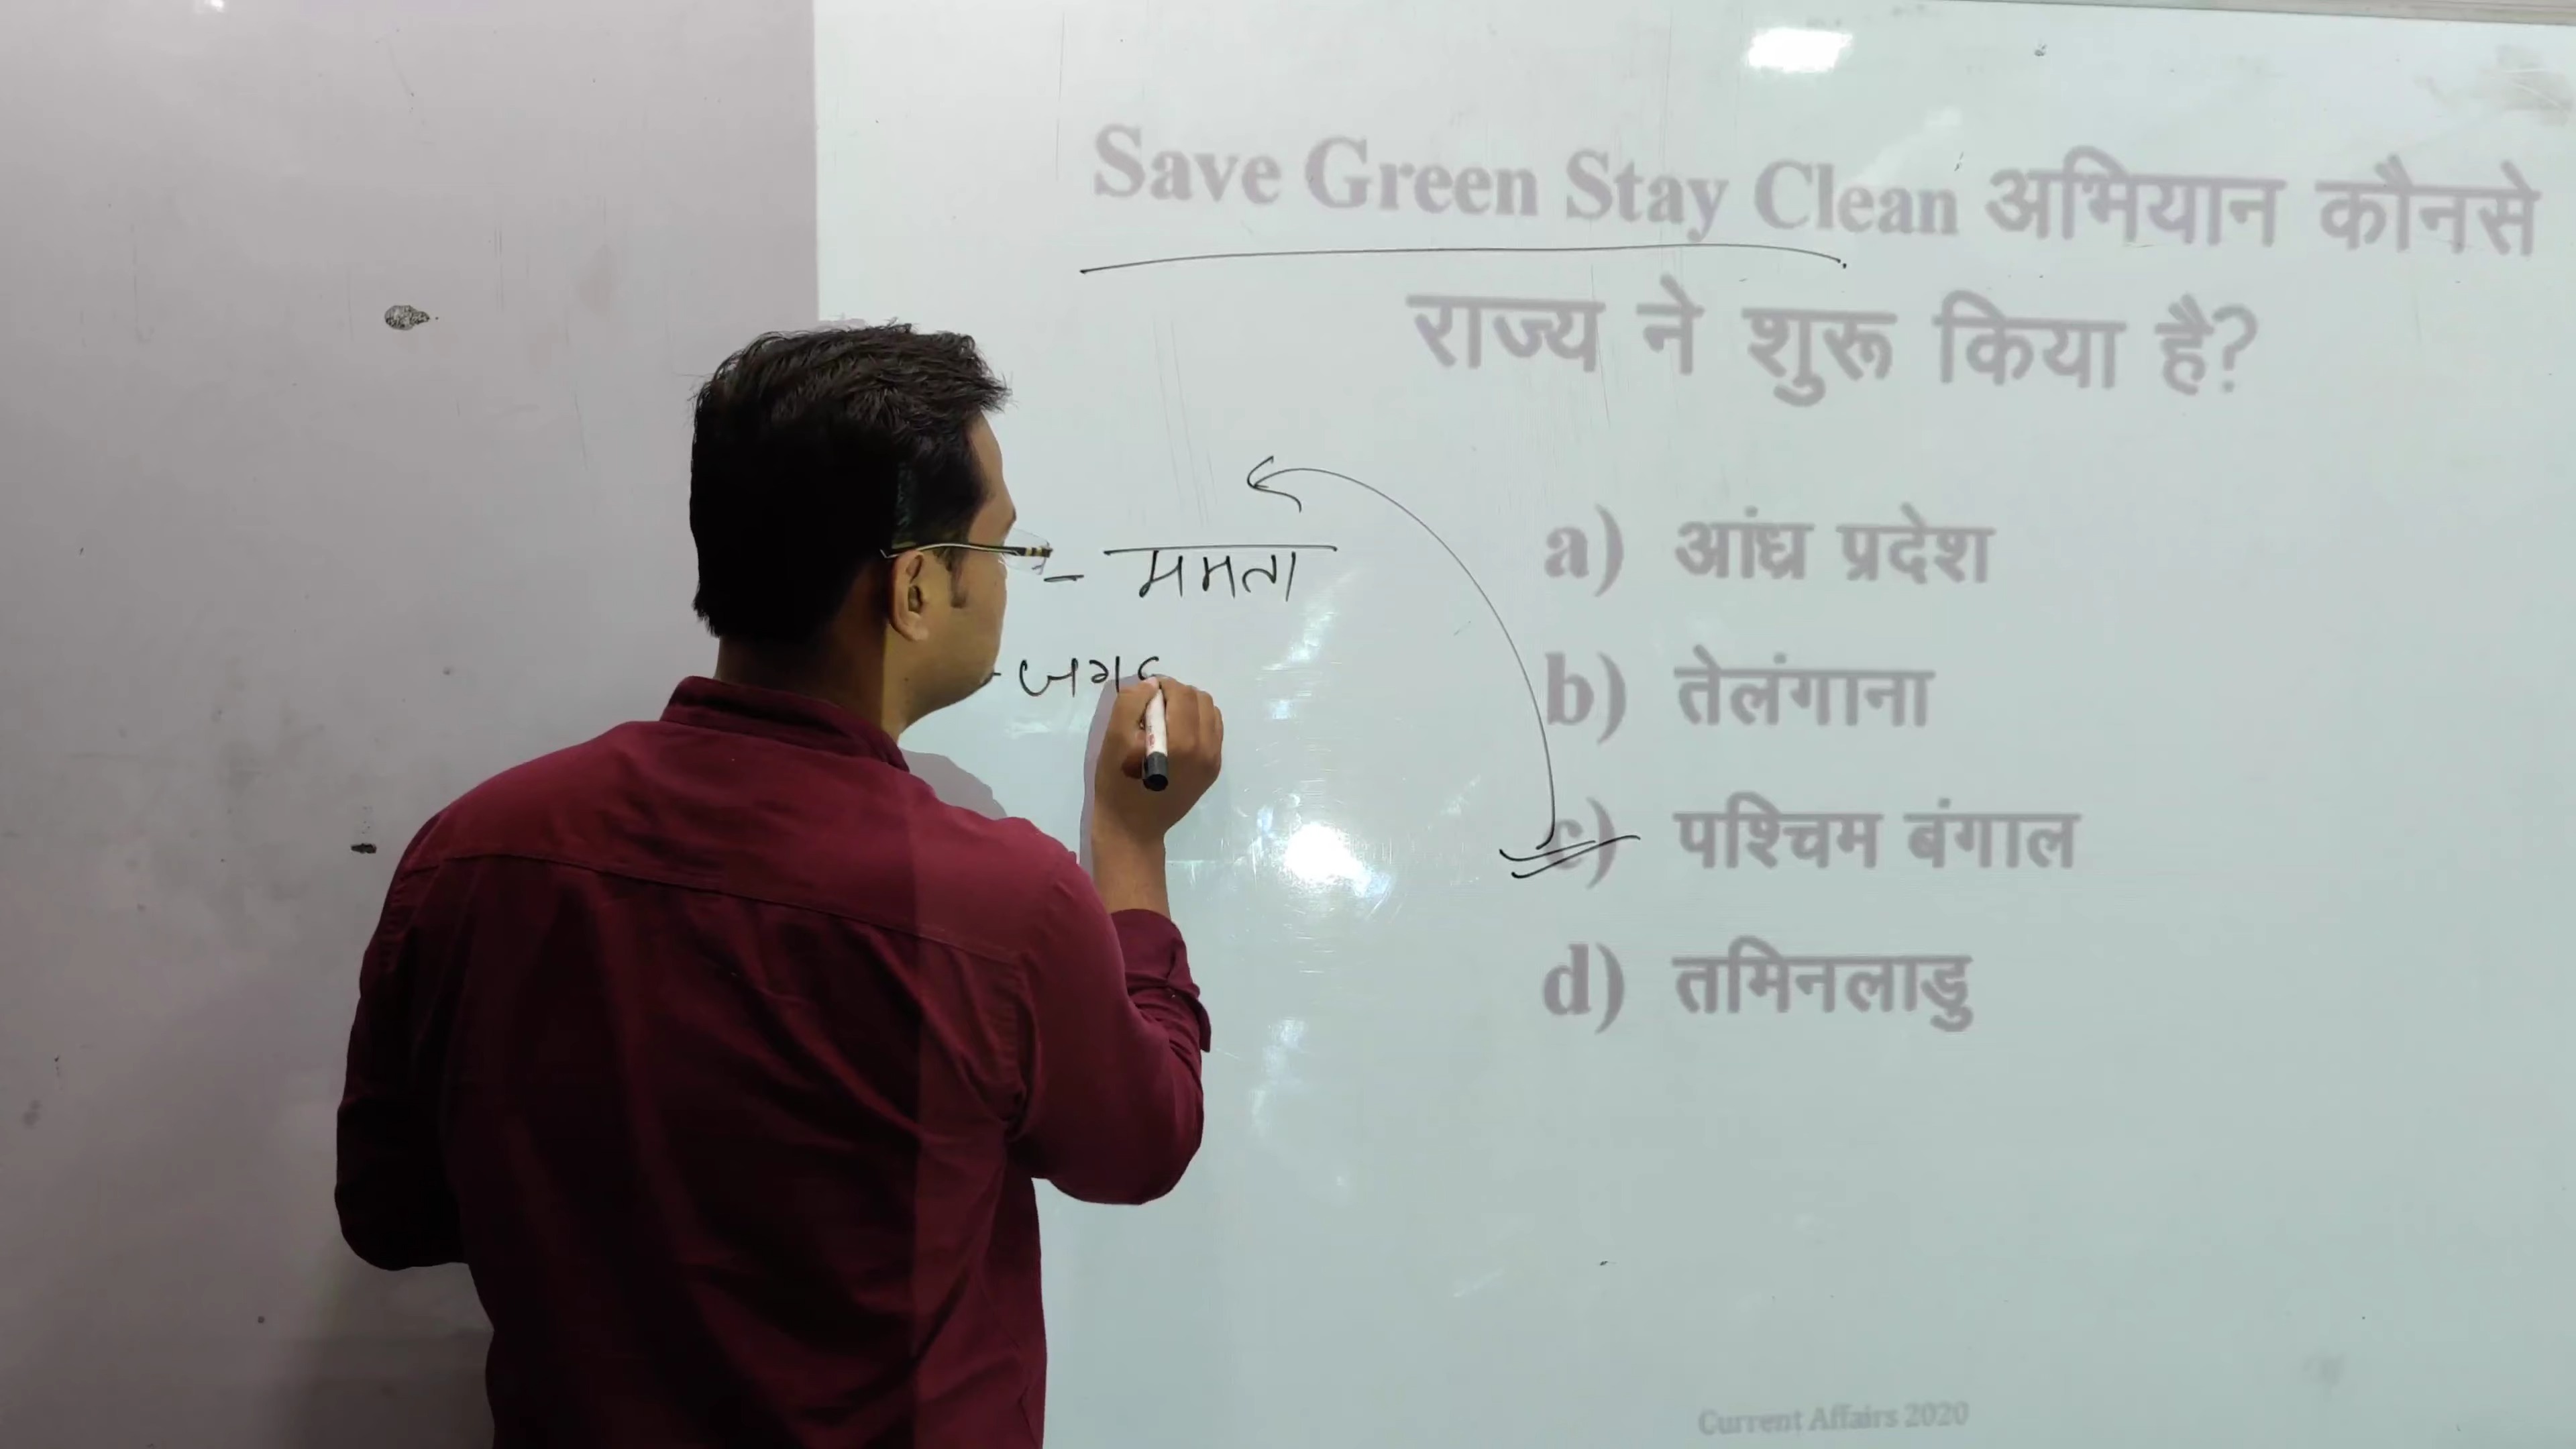 Save Green Stay Clean अभियान कौनसे
राज्य ने शुरू किया है?
a) आंध्र प्रदेश
b) तेलंगाना
c) पश्चिम बंगाल
d) तमिनलाडु
- ममता
Current Affairs 2020